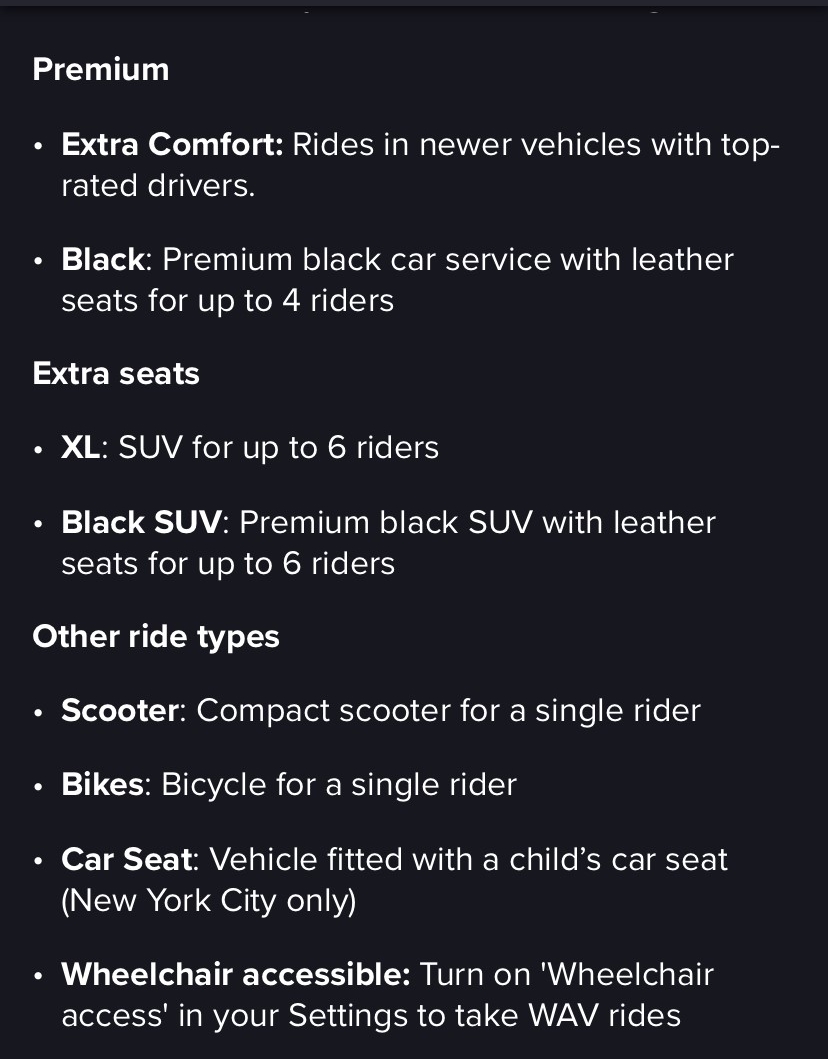 Premium
• Extra Comfort: Rides in newer vehicles with top-
rated drivers.
• Black: Premium black car service with leather
seats for up to 4 riders
Extra seats
• XL: SUV for up to 6 riders
• Black SUV: Premium black SUV with leather
seats for up to 6 riders
Other ride types
• Scooter: Compact scooter for a single rider
• Bikes: Bicycle for a single rider
• Car Seat: Vehicle fitted with a child’s car seat
(New York City only)
• Wheelchair accessible: Turn on 'Wheelchair
access' in your Settings to take WAV rides